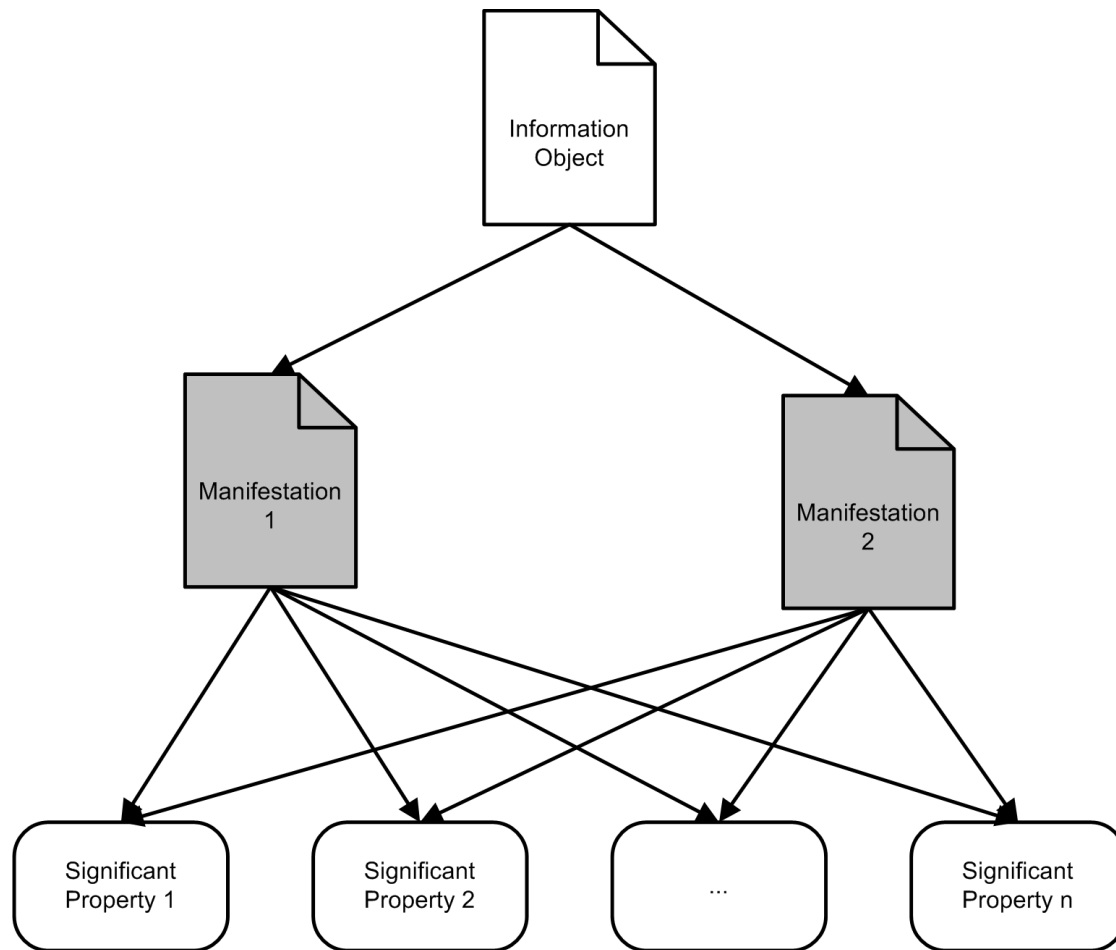 Information
Object
Manifestation
1
Manifestation
2
Significant
Property 1
Significant
Property 2
...
Significant
Property n